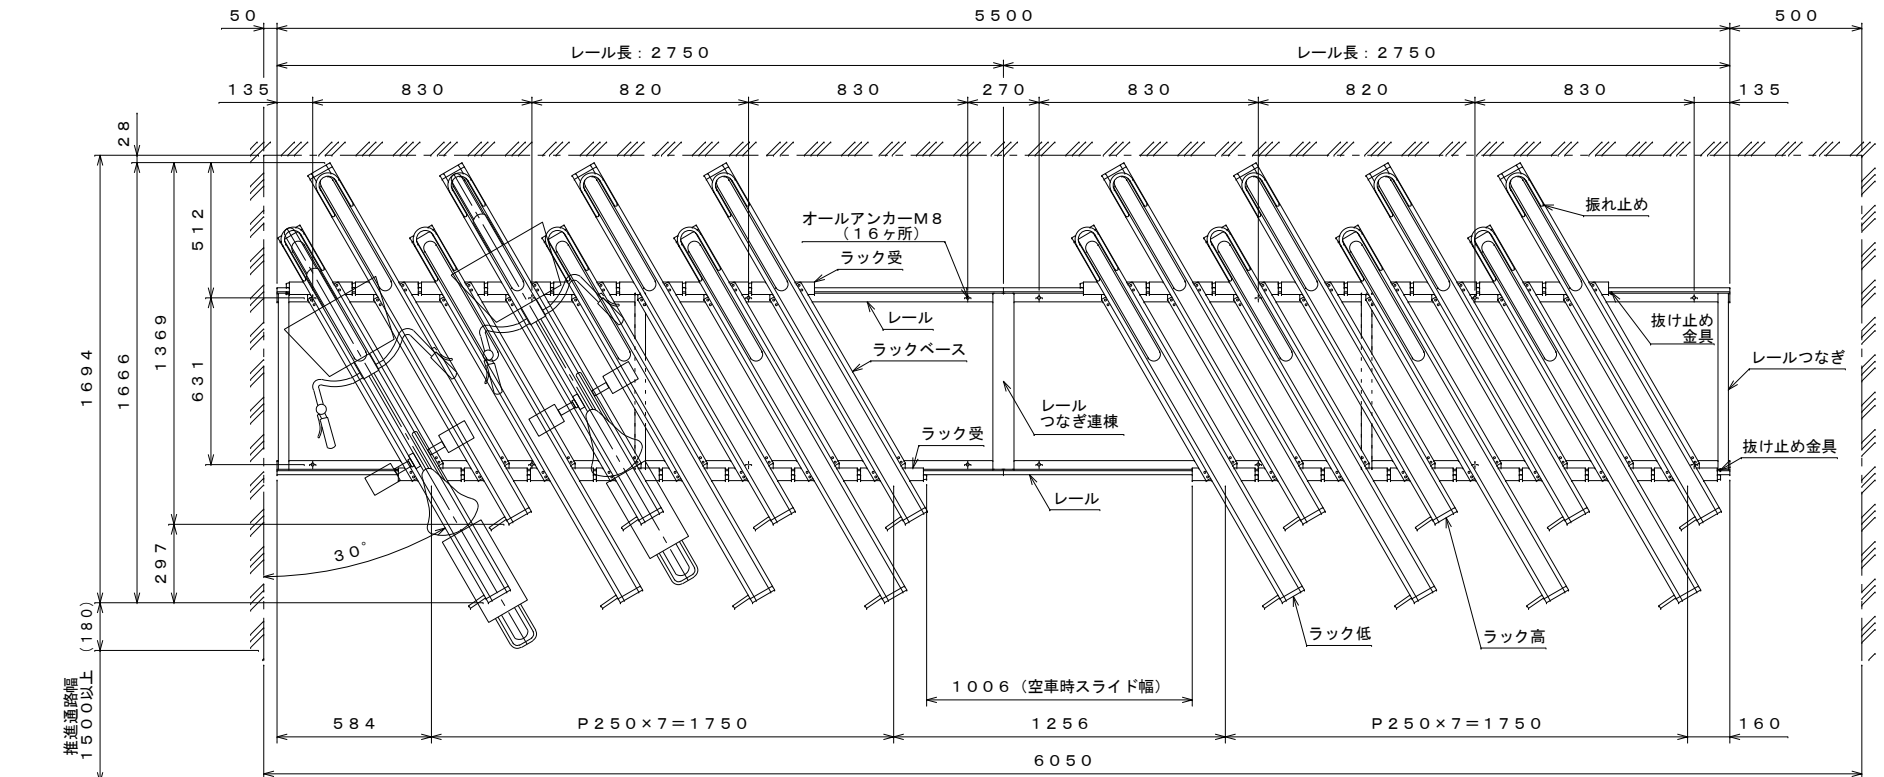 50
5500
500
レール長：2750
レール長：2750
135
830
820
830
270
830
820
830
135
28
512
1369
1666
1694
631
297
(180)
推進通路幅
1500以上
オールアンカーM8
(16ヶ所)
ラック受
振れ止め
レール
ラックベース
抜け止め
金具
レールつなぎ
レール
つなぎ連棟
ラック受
抜け止め金具
レール
30°
ラック低
ラック高
1006(空車時スライド幅)
584
P250×7=1750
1256
P250×7=1750
160
6050